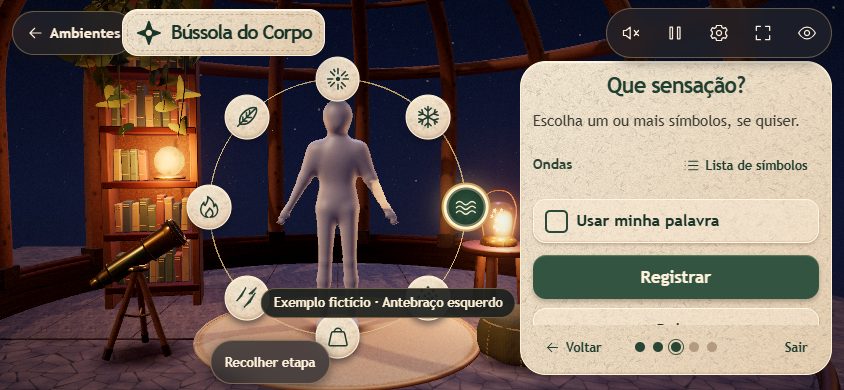 Ambientes
Bússola do Corpo
Que sensação?
Escolha um ou mais símbolos, se quiser.
Ondas
Lista de símbolos
Usar minha palavra
Registrar
Exemplo fictício · Antebraço esquerdo
Recolher etapa
Voltar
Sair